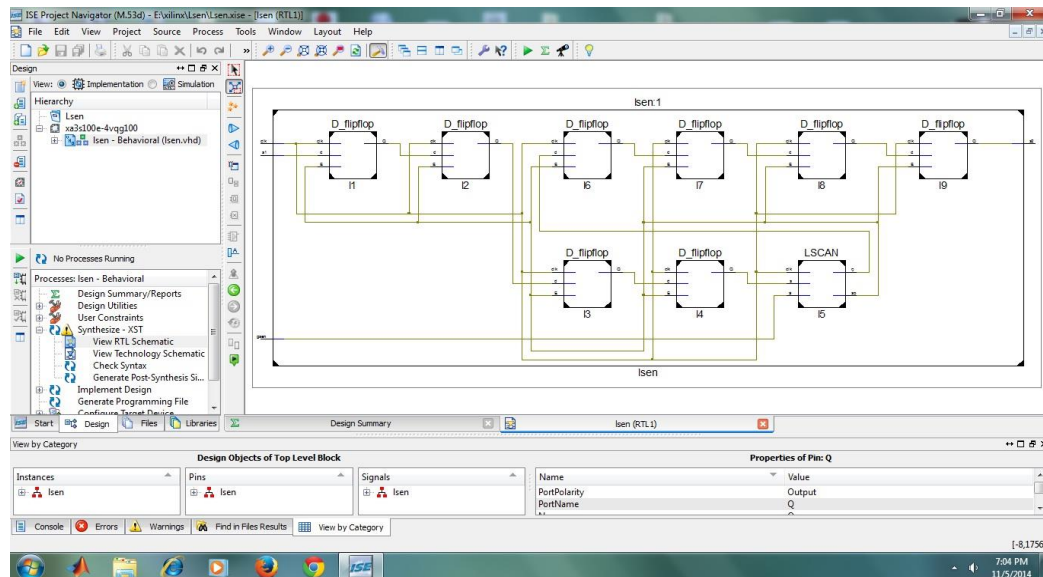 ISE Project Navigator (M.53d) - E:\xilinx\Lsen\Lsen.xise - [lsen (RTL1)]
File Edit View Project Source Process Tools Window Layout Help
Design
View: Implementation Simulation
Hierarchy
Lsen
xa3s100e-4vqg100
lsen - Behavioral (lsen.vhd)
No Processes Running
Processes: lsen - Behavioral
Design Summary/Reports
Design Utilities
User Constraints
Synthesize - XST
View RTL Schematic
View Technology Schematic
Check Syntax
Generate Post-Synthesis Si...
Implement Design
Generate Programming File
Configure Target Device
Start Design Files Libraries
lsen:1
D_flipflop D_flipflop D_flipflop D_flipflop D_flipflop D_flipflop
I1 I2 I6 I7 I8 I9
D_flipflop D_flipflop LSCAN
I3 I4 I5
lsen
Design Summary lsen (RTL1)
View by Category
Design Objects of Top Level Block Properties of Pin: Q
Instances Pins Signals Name Value
lsen lsen lsen PortPolarity Output
PortName Q
Console Errors Warnings Find in Files Results View by Category
[-8,1756
ISE
7:04 PM
11/5/2014